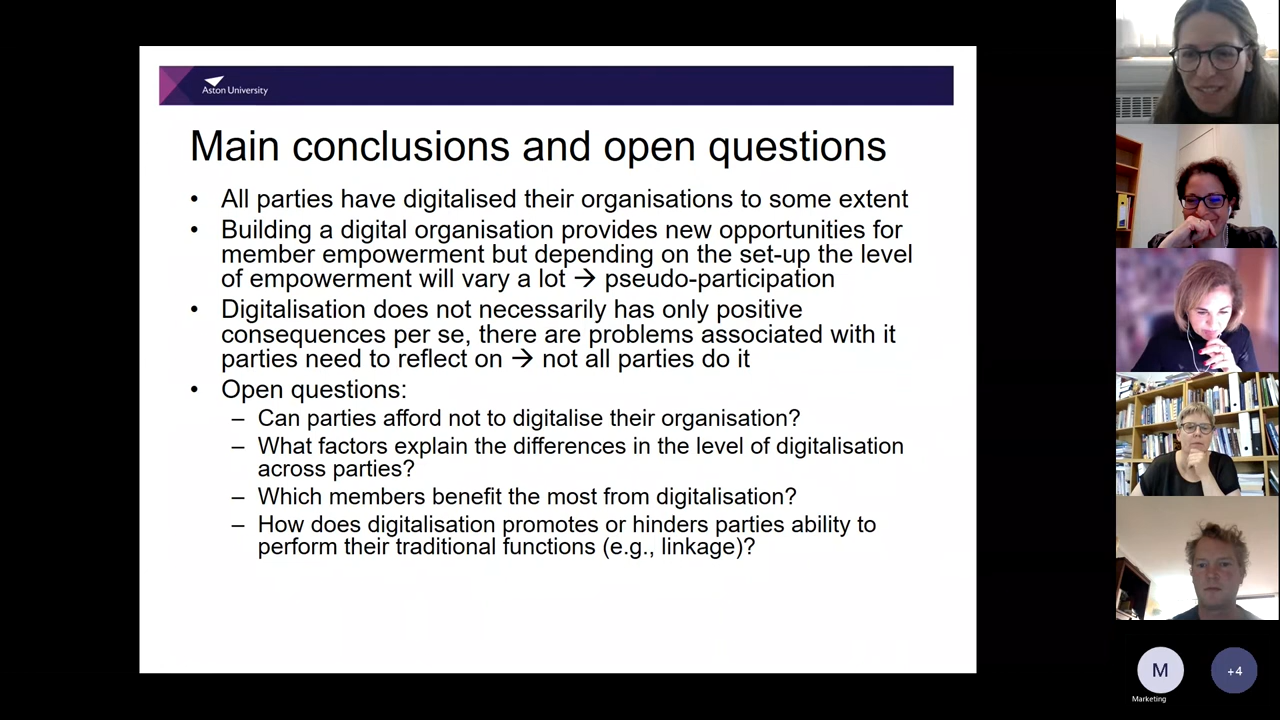 Aston University
Main conclusions and open questions
• All parties have digitalised their organisations to some extent
• Building a digital organisation provides new opportunities for
member empowerment but depending on the set-up the level
of empowerment will vary a lot → pseudo-participation
• Digitalisation does not necessarily has only positive
consequences per se, there are problems associated with it
parties need to reflect on → not all parties do it
• Open questions:
– Can parties afford not to digitalise their organisation?
– What factors explain the differences in the level of digitalisation
across parties?
– Which members benefit the most from digitalisation?
– How does digitalisation promotes or hinders parties ability to
perform their traditional functions (e.g., linkage)?
M
+4
Marketing